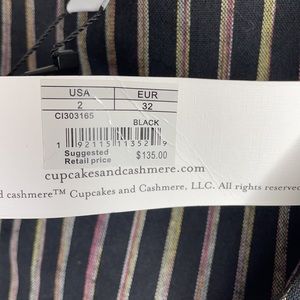 USA EUR
2 32
CI303165
BLACK
1 92115 11352 9
Suggested
Retail price $135.00
cupcakesandcashmere.com
d cashmere™ Cupcakes and Cashmere, LLC. All rights reserved